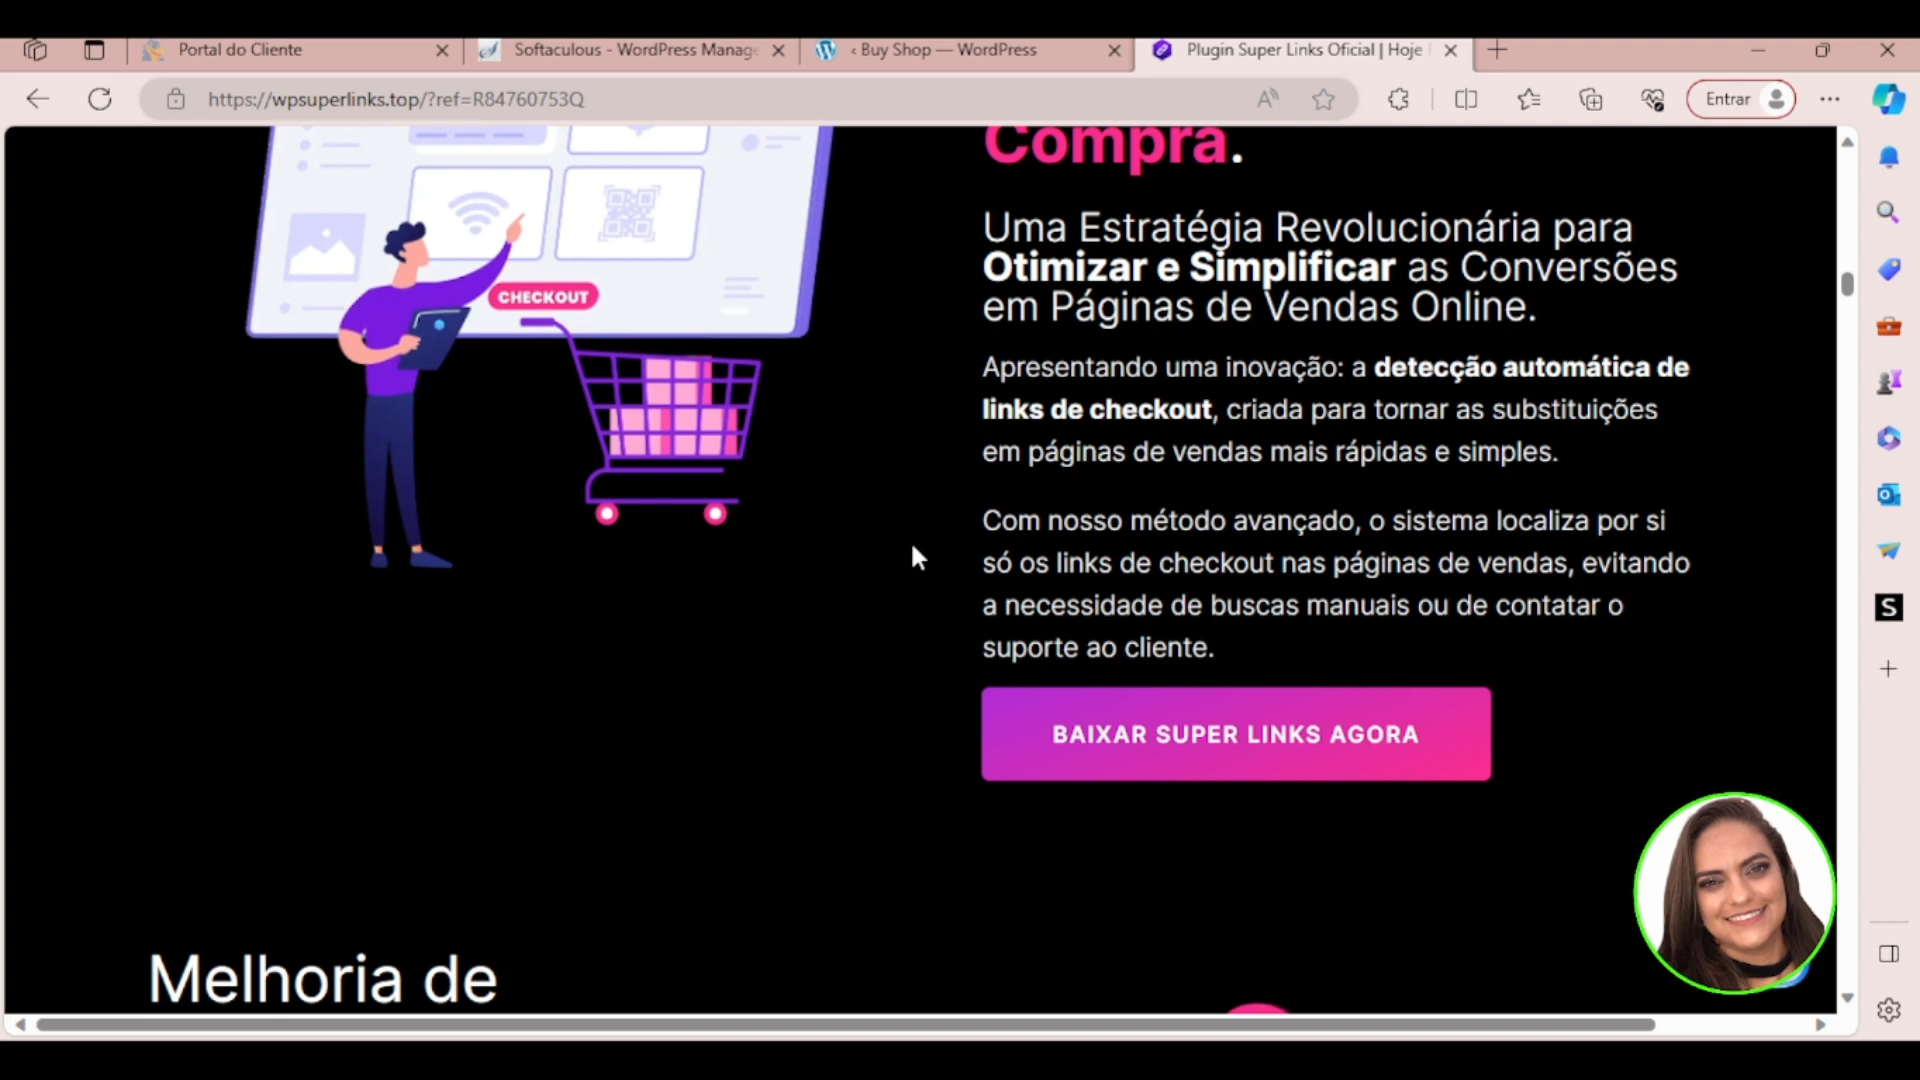 Portal do Cliente
Softaculous - WordPress Manage
‹ Buy Shop — WordPress
Plugin Super Links Oficial | Hoje
https://wpsuperlinks.top/?ref=R84760753Q
Entrar
CHECKOUT
Compra.
Uma Estratégia Revolucionária para
Otimizar e Simplificar as Conversões
em Páginas de Vendas Online.
Apresentando uma inovação: a detecção automática de
links de checkout, criada para tornar as substituições
em páginas de vendas mais rápidas e simples.
Com nosso método avançado, o sistema localiza por si
só os links de checkout nas páginas de vendas, evitando
a necessidade de buscas manuais ou de contatar o
suporte ao cliente.
BAIXAR SUPER LINKS AGORA
Melhoria de
S